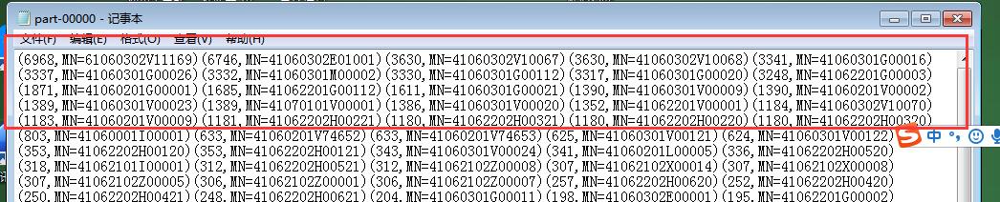 part-00000 - 记事本
文件(F) 编辑(E) 格式(O) 查看(V) 帮助(H)
(6968,MN=61060302V11169)(6746,MN=41060302E01001)(3630,MN=41060302V10067)(3630,MN=41060302V10068)(3341,MN=41060301G00016)
(3337,MN=41060301G00026)(3332,MN=41060301M00002)(3330,MN=41060301G00112)(3317,MN=41060301G00020)(3248,MN=41062201G00003)
(1871,MN=41060201G00001)(1685,MN=41062201G00112)(1611,MN=41060301G00021)(1390,MN=41060301V00009)(1390,MN=41060201V00002)
(1389,MN=41060301V00023)(1389,MN=41070101V00001)(1386,MN=41060301V00020)(1352,MN=41062201V00001)(1184,MN=41060302V10070)
(1183,MN=41060201V00009)(1181,MN=41062202H00221)(1180,MN=41062202H00321)(1180,MN=41062202H00220)(1180,MN=41062202H00320)
(803,MN=41060001I00001)(633,MN=41060201V74652)(633,MN=41060201V74653)(625,MN=41060301V00121)(624,MN=41060301V00122)
(353,MN=41062202H00120)(353,MN=41062202H00121)(343,MN=41060301V00024)(341,MN=41060201L00005)(336,MN=41062202H00520)
(318,MN=41062101I00001)(312,MN=41062202H00521)(312,MN=41062102Z00008)(307,MN=41062102X00014)(307,MN=41062102X00008)
(307,MN=41062102Z00005)(306,MN=41062102Z00001)(306,MN=41062102Z00007)(257,MN=41062202H00620)(252,MN=41062202H00420)
(250,MN=41062202H00421)(248,MN=41062202H00621)(204,MN=41060301G00011)(198,MN=41060302E00001)(195,MN=41062201G00002)
中